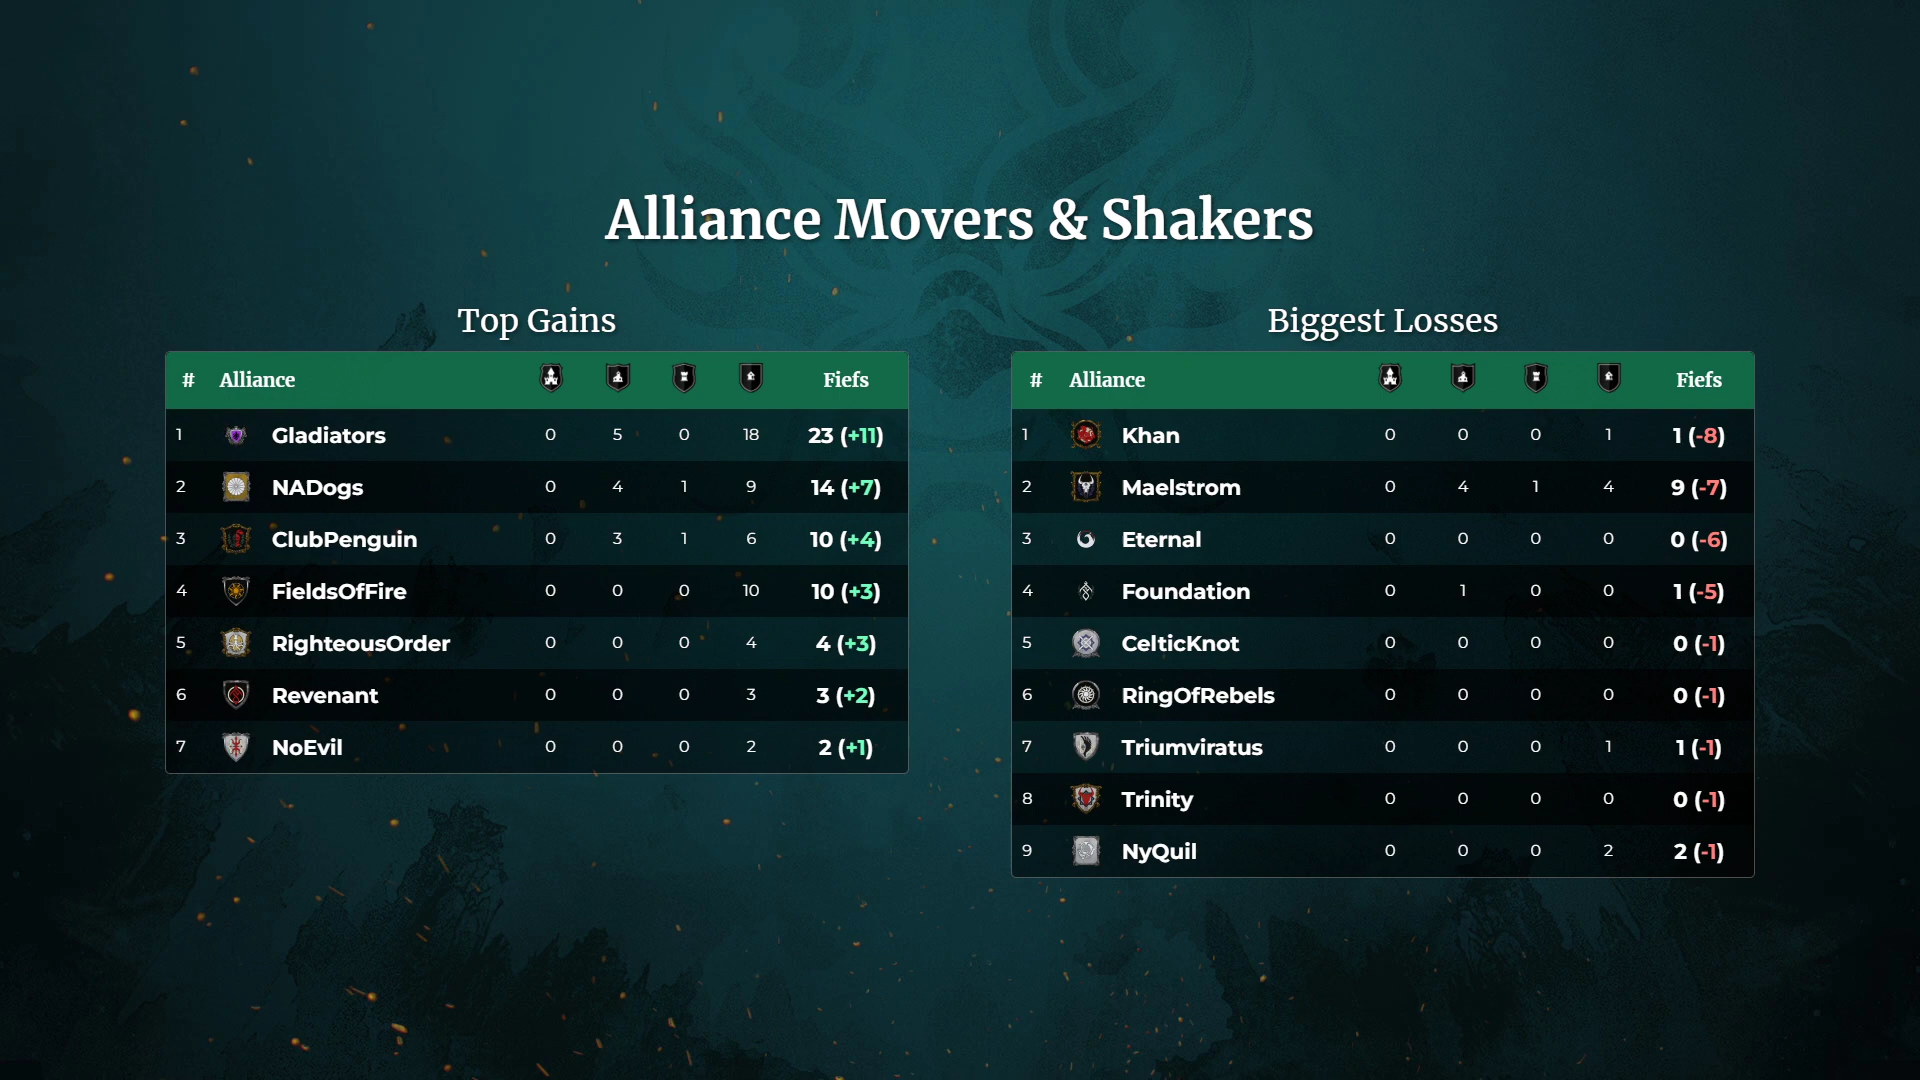 Alliance Movers & Shakers
Top Gains
# Alliance Fiefs
1 Gladiators 0 5 0 18 23 (+11)
2 NADogs 0 4 1 9 14 (+7)
3 ClubPenguin 0 3 1 6 10 (+4)
4 FieldsOfFire 0 0 0 10 10 (+3)
5 RighteousOrder 0 0 0 4 4 (+3)
6 Revenant 0 0 0 3 3 (+2)
7 NoEvil 0 0 0 2 2 (+1)
Biggest Losses
# Alliance Fiefs
1 Khan 0 0 0 1 1 (-8)
2 Maelstrom 0 4 1 4 9 (-7)
3 Eternal 0 0 0 0 0 (-6)
4 Foundation 0 1 0 0 1 (-5)
5 CelticKnot 0 0 0 0 0 (-1)
6 RingOfRebels 0 0 0 0 0 (-1)
7 Triumviratus 0 0 0 1 1 (-1)
8 Trinity 0 0 0 0 0 (-1)
9 NyQuil 0 0 0 2 2 (-1)